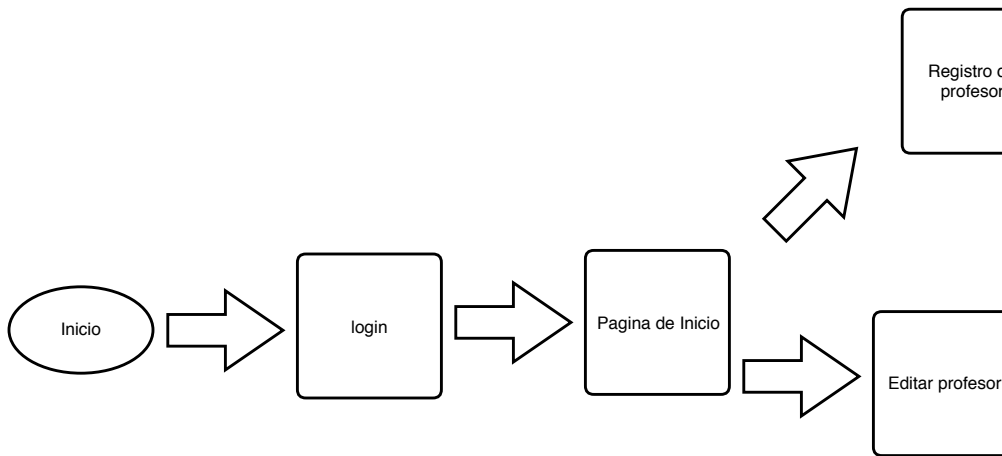 Registro
profesor
Inicio
login
Pagina de Inicio
Editar profesor